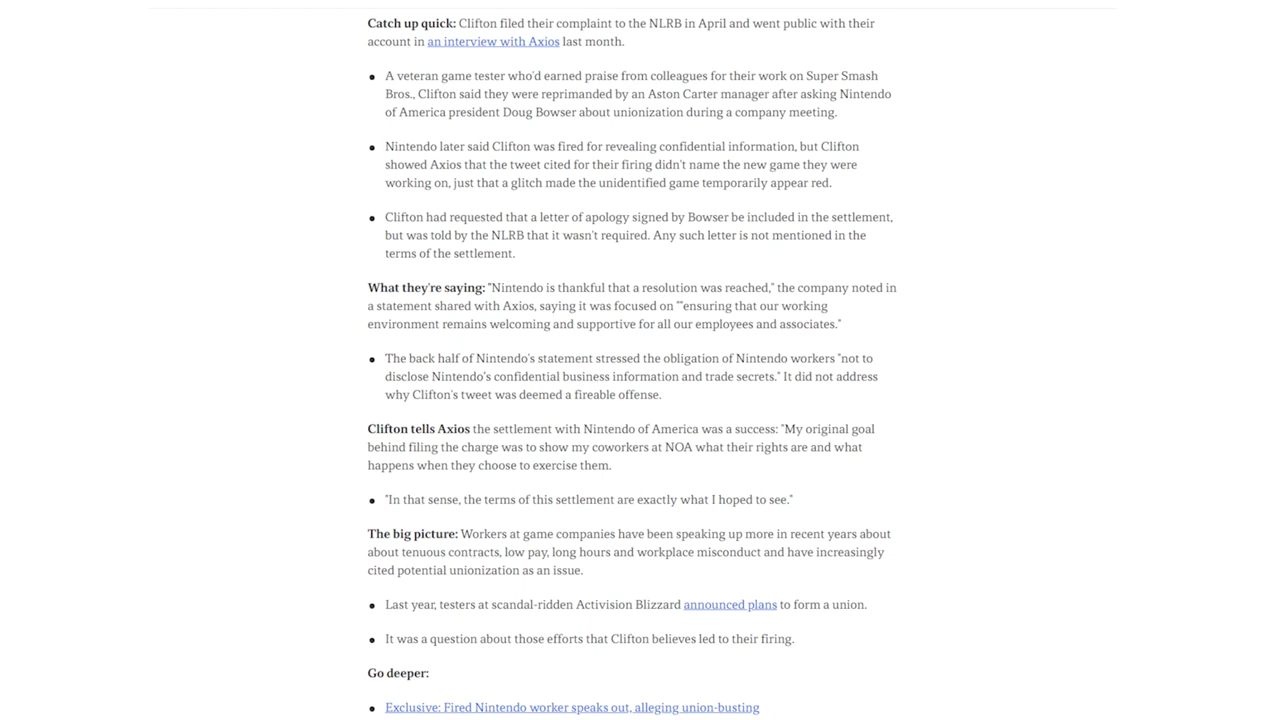 Catch up quick: Clifton filed their complaint to the NLRB in April and went public with their
account in an interview with Axios last month.
• A veteran game tester who'd earned praise from colleagues for their work on Super Smash
Bros., Clifton said they were reprimanded by an Aston Carter manager after asking Nintendo
of America president Doug Bowser about unionization during a company meeting.
• Nintendo later said Clifton was fired for revealing confidential information, but Clifton
showed Axios that the tweet cited for their firing didn't name the new game they were
working on, just that a glitch made the unidentified game temporarily appear red.
• Clifton had requested that a letter of apology signed by Bowser be included in the settlement,
but was told by the NLRB that it wasn't required. Any such letter is not mentioned in the
terms of the settlement.
What they're saying: "Nintendo is thankful that a resolution was reached," the company noted in
a statement shared with Axios, saying it was focused on ""ensuring that our working
environment remains welcoming and supportive for all our employees and associates."
• The back half of Nintendo's statement stressed the obligation of Nintendo workers "not to
disclose Nintendo's confidential business information and trade secrets." It did not address
why Clifton's tweet was deemed a fireable offense.
Clifton tells Axios the settlement with Nintendo of America was a success: "My original goal
behind filing the charge was to show my coworkers at NOA what their rights are and what
happens when they choose to exercise them.
• "In that sense, the terms of this settlement are exactly what I hoped to see."
The big picture: Workers at game companies have been speaking up more in recent years about
about tenuous contracts, low pay, long hours and workplace misconduct and have increasingly
cited potential unionization as an issue.
• Last year, testers at scandal-ridden Activision Blizzard announced plans to form a union.
• It was a question about those efforts that Clifton believes led to their firing.
Go deeper:
• Exclusive: Fired Nintendo worker speaks out, alleging union-busting